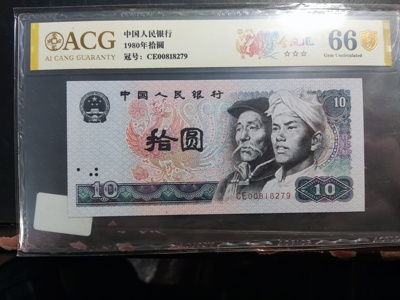 ACG
AI CANG GUARANTY
中国人民银行
1980年拾圆
冠号：CE00818279
66
Gem Uncirculated
中国人民银行
10
拾圆
10
CE00818279
10